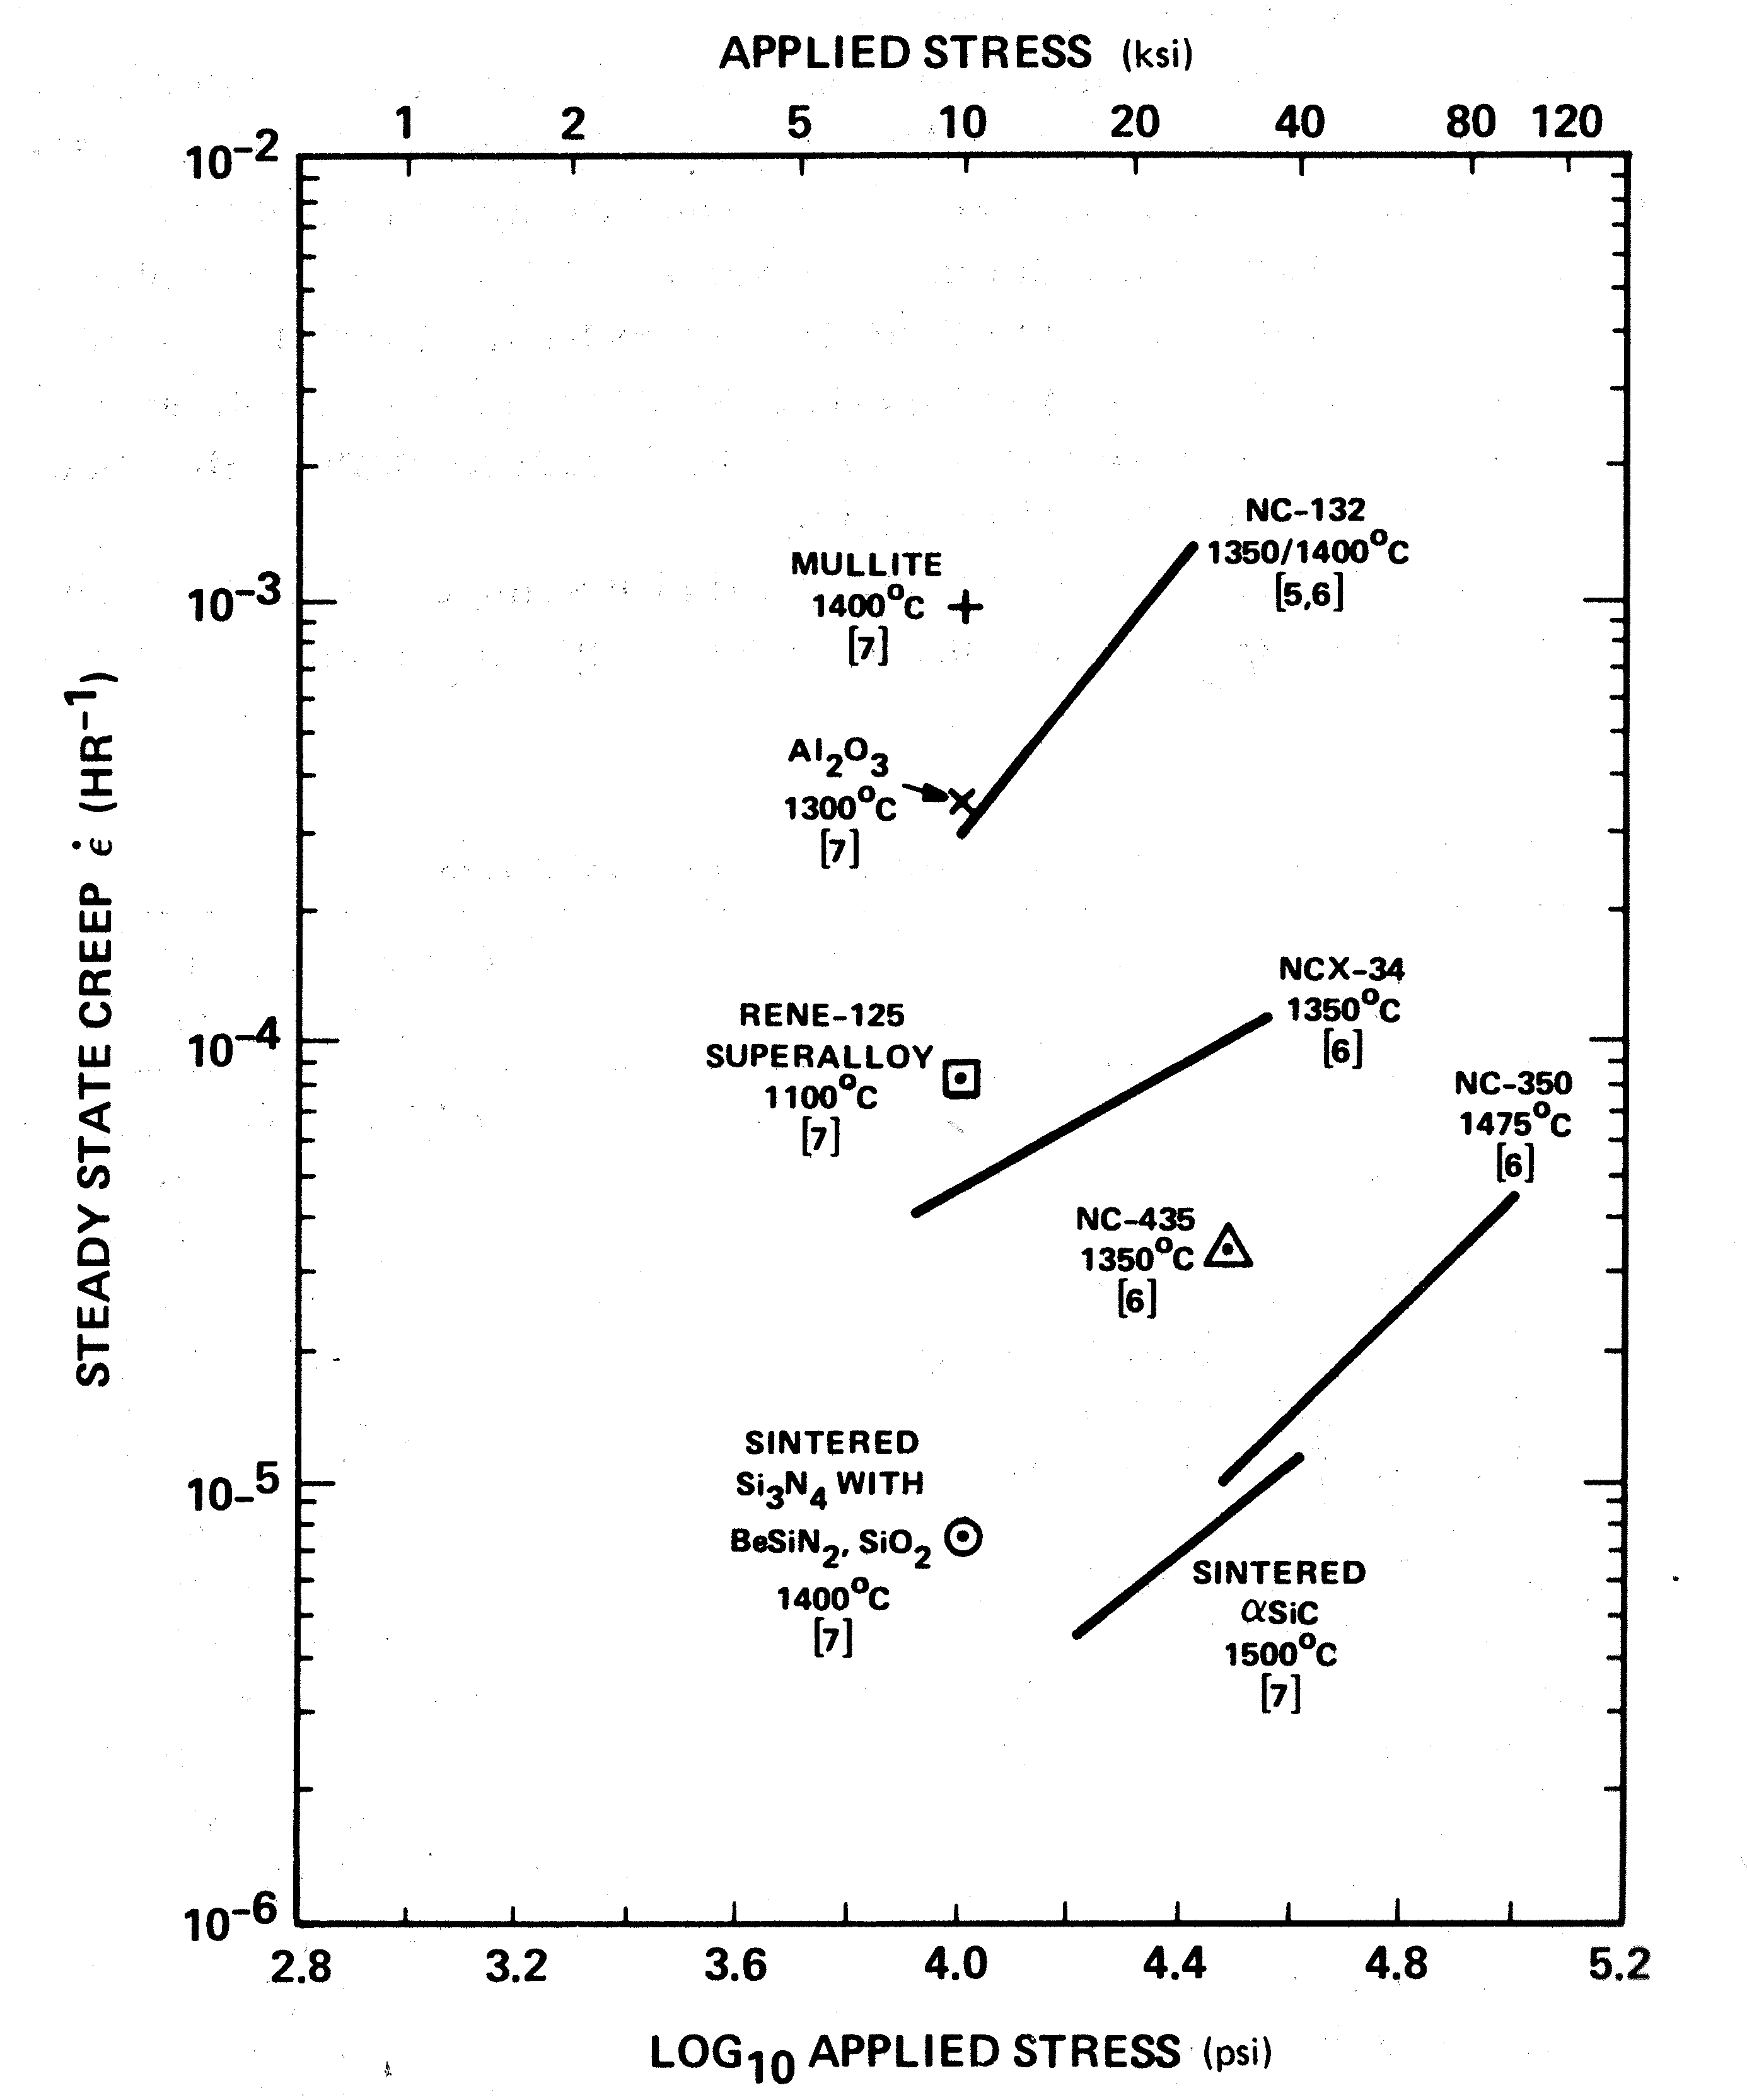 APPLIED STRESS (ksi)
1 2 5 10 20 40 80 120
10⁻²
NC-132
1350/1400°C
[5,6]
MULLITE
1400°C
[7]
10⁻³
Al₂O₃
1300°C
[7]
STEADY STATE CREEP ε̇ (HR⁻¹)
NCX-34
1350°C
[6]
RENE-125
SUPERALLOY
1100°C
[7]
10⁻⁴
NC-350
1475°C
[6]
NC-435
1350°C
[6]
SINTERED
Si₃N₄ WITH
BeSiN₂, SiO₂
1400°C
[7]
10⁻⁵
SINTERED
αSiC
1500°C
[7]
10⁻⁶
2.8 3.2 3.6 4.0 4.4 4.8 5.2
LOG₁₀ APPLIED STRESS (psi)